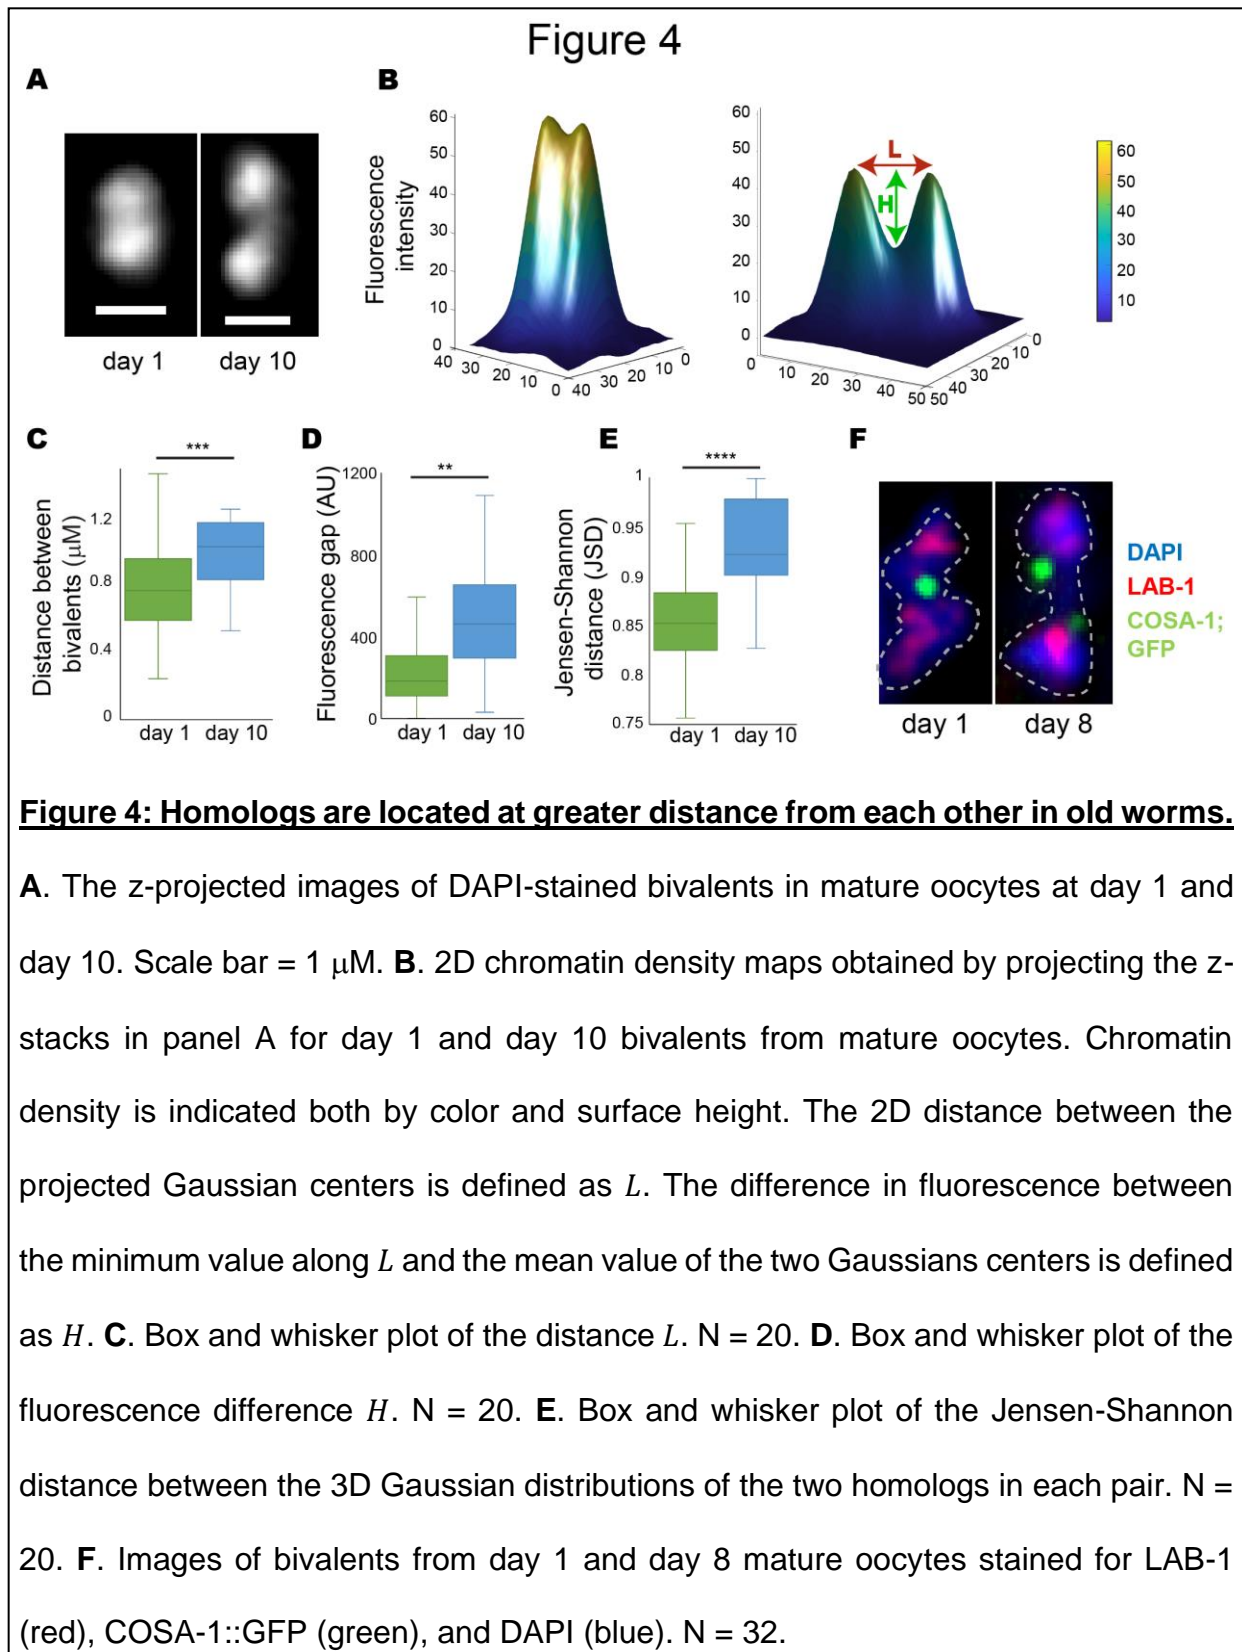 Figure 4
A
B
day 1
day 10
Fluorescence
intensity
60
50
40
30
20
10
0
40
30
20
10
0
40
30
20
10
0
60
50
40
30
20
10
0
0
10
20
30
40
50
50
40
30
20
10
0
L
H
60
50
40
30
20
10
C
Distance between
bivalents (μM)
1.2
0.8
0.4
0
***
day 1
day 10
D
Fluorescence gap (AU)
1200
800
400
0
**
day 1
day 10
E
Jensen-Shannon
distance (JSD)
1
0.95
0.9
0.85
0.8
0.75
****
day 1
day 10
F
day 1
day 8
DAPI
LAB-1
COSA-1;
GFP
Figure 4: Homologs are located at greater distance from each other in old worms.
A. The z-projected images of DAPI-stained bivalents in mature oocytes at day 1 and
day 10. Scale bar = 1 μM. B. 2D chromatin density maps obtained by projecting the z-
stacks in panel A for day 1 and day 10 bivalents from mature oocytes. Chromatin
density is indicated both by color and surface height. The 2D distance between the
projected Gaussian centers is defined as L. The difference in fluorescence between
the minimum value along L and the mean value of the two Gaussians centers is defined
as H. C. Box and whisker plot of the distance L. N = 20. D. Box and whisker plot of the
fluorescence difference H. N = 20. E. Box and whisker plot of the Jensen-Shannon
distance between the 3D Gaussian distributions of the two homologs in each pair. N =
20. F. Images of bivalents from day 1 and day 8 mature oocytes stained for LAB-1
(red), COSA-1::GFP (green), and DAPI (blue). N = 32.